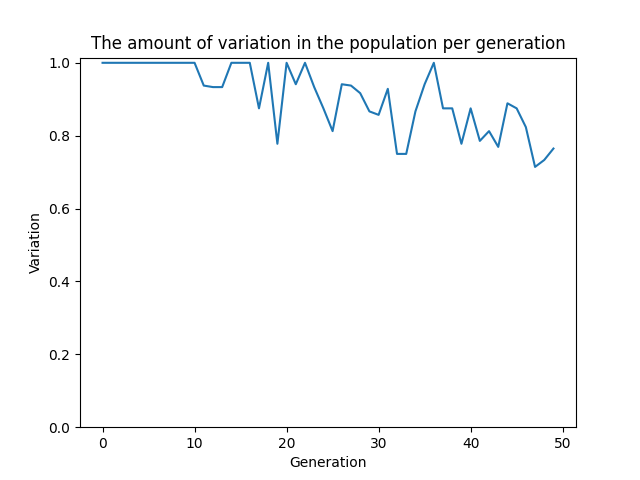 The amount of variation in the population per generation
1.0
0.8
0.6
0.4
0.2
0.0
Variation
0 10 20 30 40 50
Generation